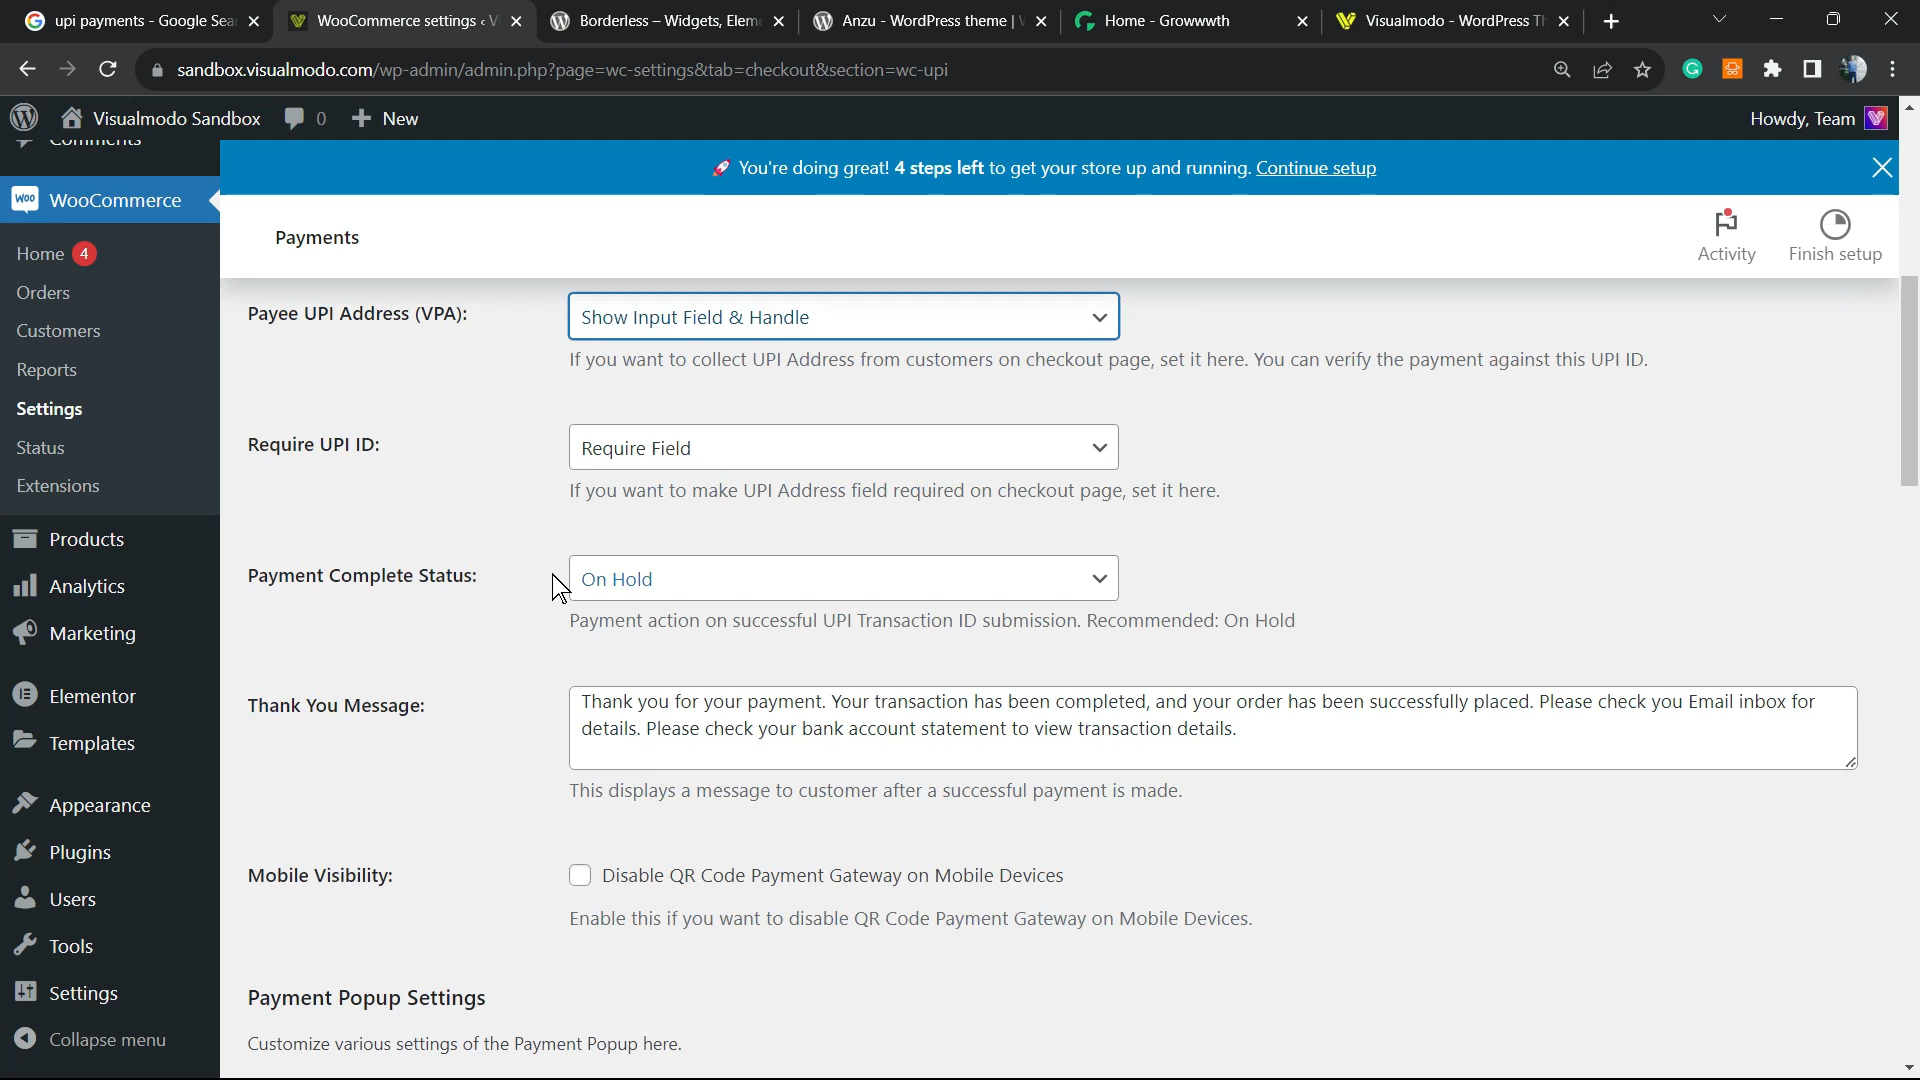 upi payments - Google Sea
WooCommerce settings ‹ V
Borderless – Widgets, Elem
Anzu - WordPress theme |
Home - Growwwth
Visualmodo - WordPress Th
sandbox.visualmodo.com/wp-admin/admin.php?page=wc-settings&tab=checkout&section=wc-upi
Visualmodo Sandbox
0
New
Howdy, Team
Comments
🚀 You're doing great! 4 steps left to get your store up and running. Continue setup
WooCommerce
Payments
Activity
Finish setup
Home 4
Orders
Customers
Reports
Settings
Status
Extensions
Products
Analytics
Marketing
Elementor
Templates
Appearance
Plugins
Users
Tools
Settings
Collapse menu
Payee UPI Address (VPA):
Show Input Field & Handle
If you want to collect UPI Address from customers on checkout page, set it here. You can verify the payment against this UPI ID.
Require UPI ID:
Require Field
If you want to make UPI Address field required on checkout page, set it here.
Payment Complete Status:
On Hold
Payment action on successful UPI Transaction ID submission. Recommended: On Hold
Thank You Message:
Thank you for your payment. Your transaction has been completed, and your order has been successfully placed. Please check you Email inbox for
details. Please check your bank account statement to view transaction details.
This displays a message to customer after a successful payment is made.
Mobile Visibility:
Disable QR Code Payment Gateway on Mobile Devices
Enable this if you want to disable QR Code Payment Gateway on Mobile Devices.
Payment Popup Settings
Customize various settings of the Payment Popup here.